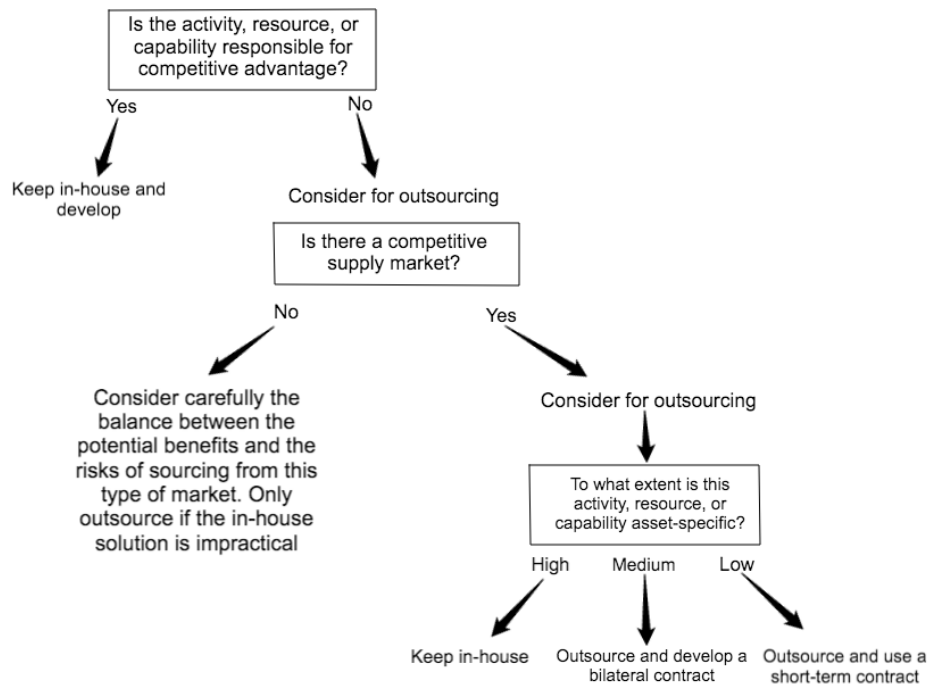 Is the activity, resource, or
capability responsible for
competitive advantage?
Yes
No
Keep in-house and
develop
Consider for outsourcing
Is there a competitive
supply market?
No
Yes
Consider carefully the
balance between the
potential benefits and the
risks of sourcing from this
type of market. Only
outsource if the in-house
solution is impractical
Consider for outsourcing
To what extent is this
activity, resource, or
capability asset-specific?
High
Medium
Low
Keep in-house
Outsource and develop a
bilateral contract
Outsource and use a
short-term contract